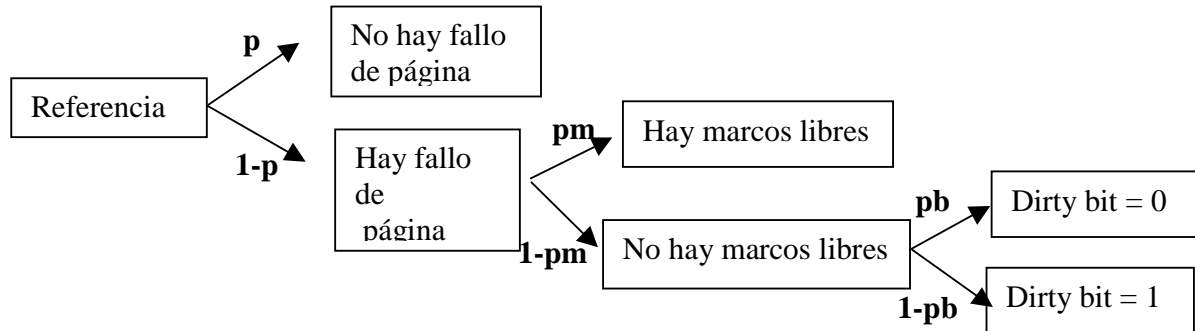 p
No hay fallo
de página
Referencia
1-p
Hay fallo
de
página
pm
Hay marcos libres
1-pm
No hay marcos libres
pb
Dirty bit = 0
1-pb
Dirty bit = 1